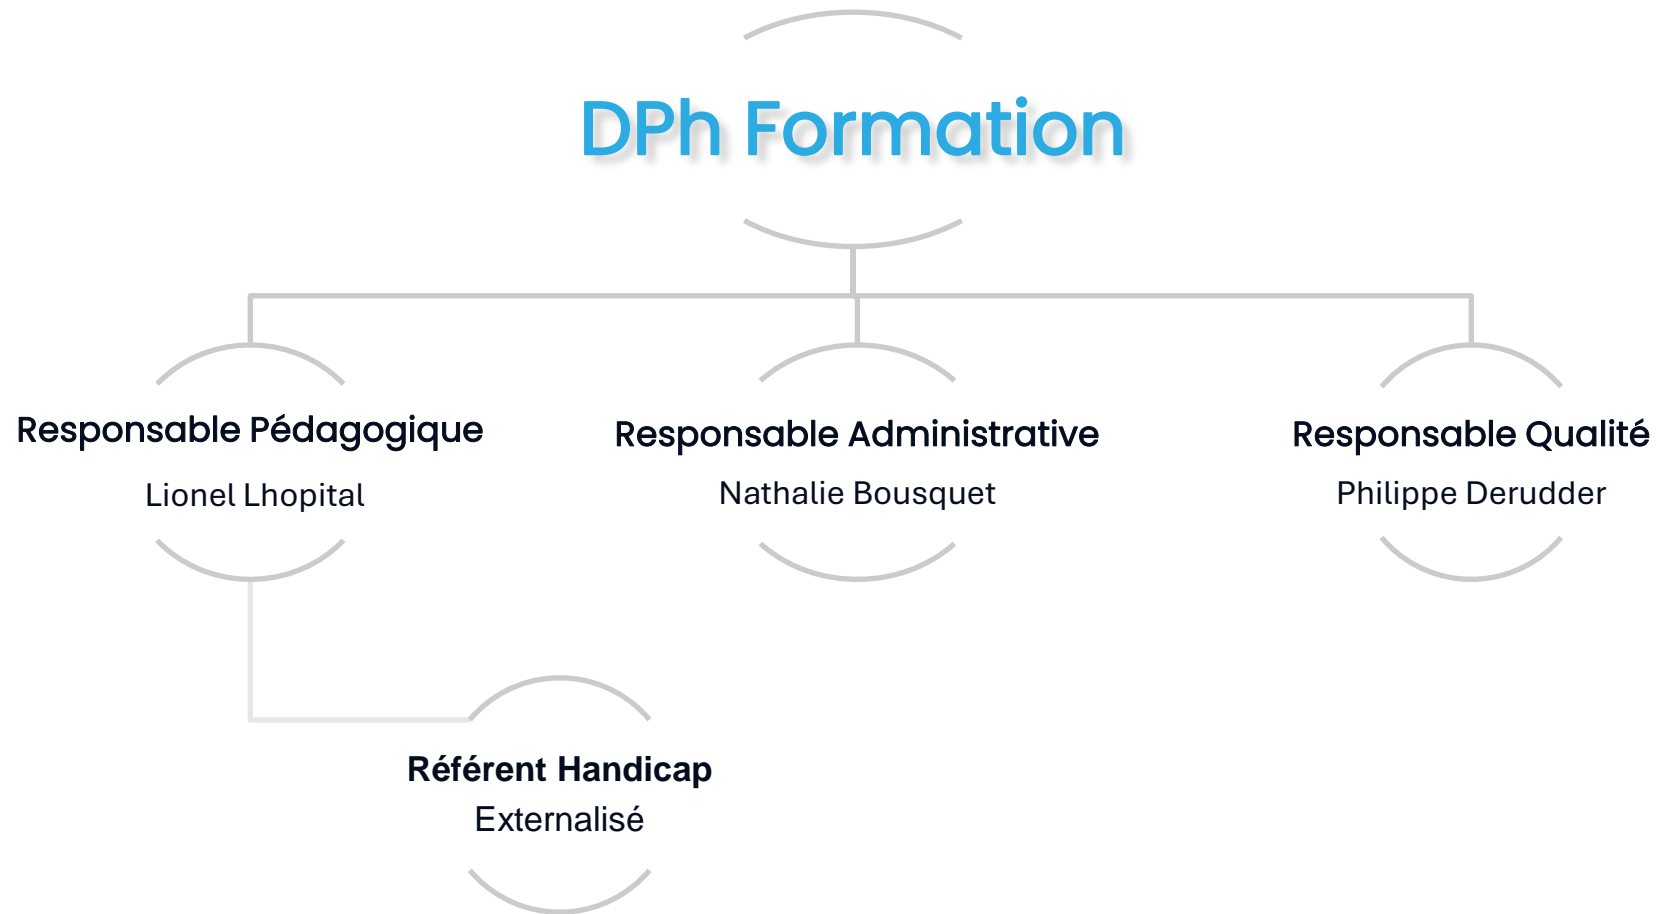 DPh Formation
Responsable Pédagogique
Lionel Lhopital
Responsable Administrative
Nathalie Bousquet
Responsable Qualité
Philippe Derudder
Référent Handicap
Externalisé